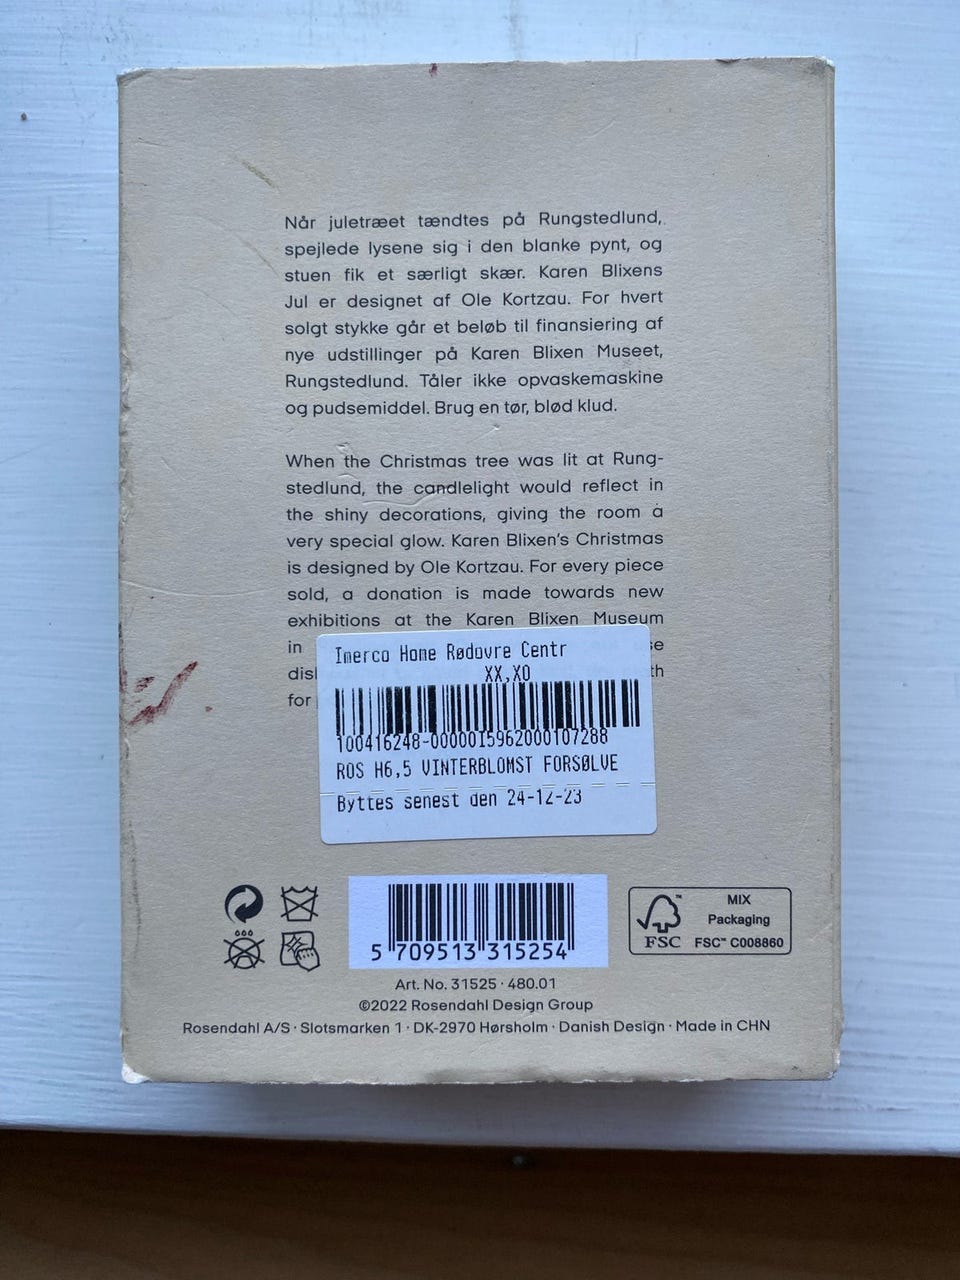 Når juletræet tændtes på Rungstedlund,
spejlede lysene sig i den blanke pynt, og
stuen fik et særligt skær. Karen Blixens
Jul er designet af Ole Kortzau. For hvert
solgt stykke går et beløb til finansiering af
nye udstillinger på Karen Blixen Museet,
Rungstedlund. Tåler ikke opvaskemaskine
og pudsemiddel. Brug en tør, blød klud.
When the Christmas tree was lit at Rung-
stedlund, the candlelight would reflect in
the shiny decorations, giving the room a
very special glow. Karen Blixen's Christmas
is designed by Ole Kortzau. For every piece
sold, a donation is made towards new
exhibitions at the Karen Blixen Museum
in
for
Imerco Home Rødovre Centr
XX,XO
100416248-0000015962000107288
ROS H6,5 VINTERBLOMST FORSØLVE
Byttes senest den 24-12-23
5 709513 315254
MIX
Packaging
FSC FSC™ C008860
Art. No. 31525 · 480.01
©2022 Rosendahl Design Group
Rosendahl A/S · Slotsmarken 1 · DK-2970 Hørsholm · Danish Design · Made in CHN